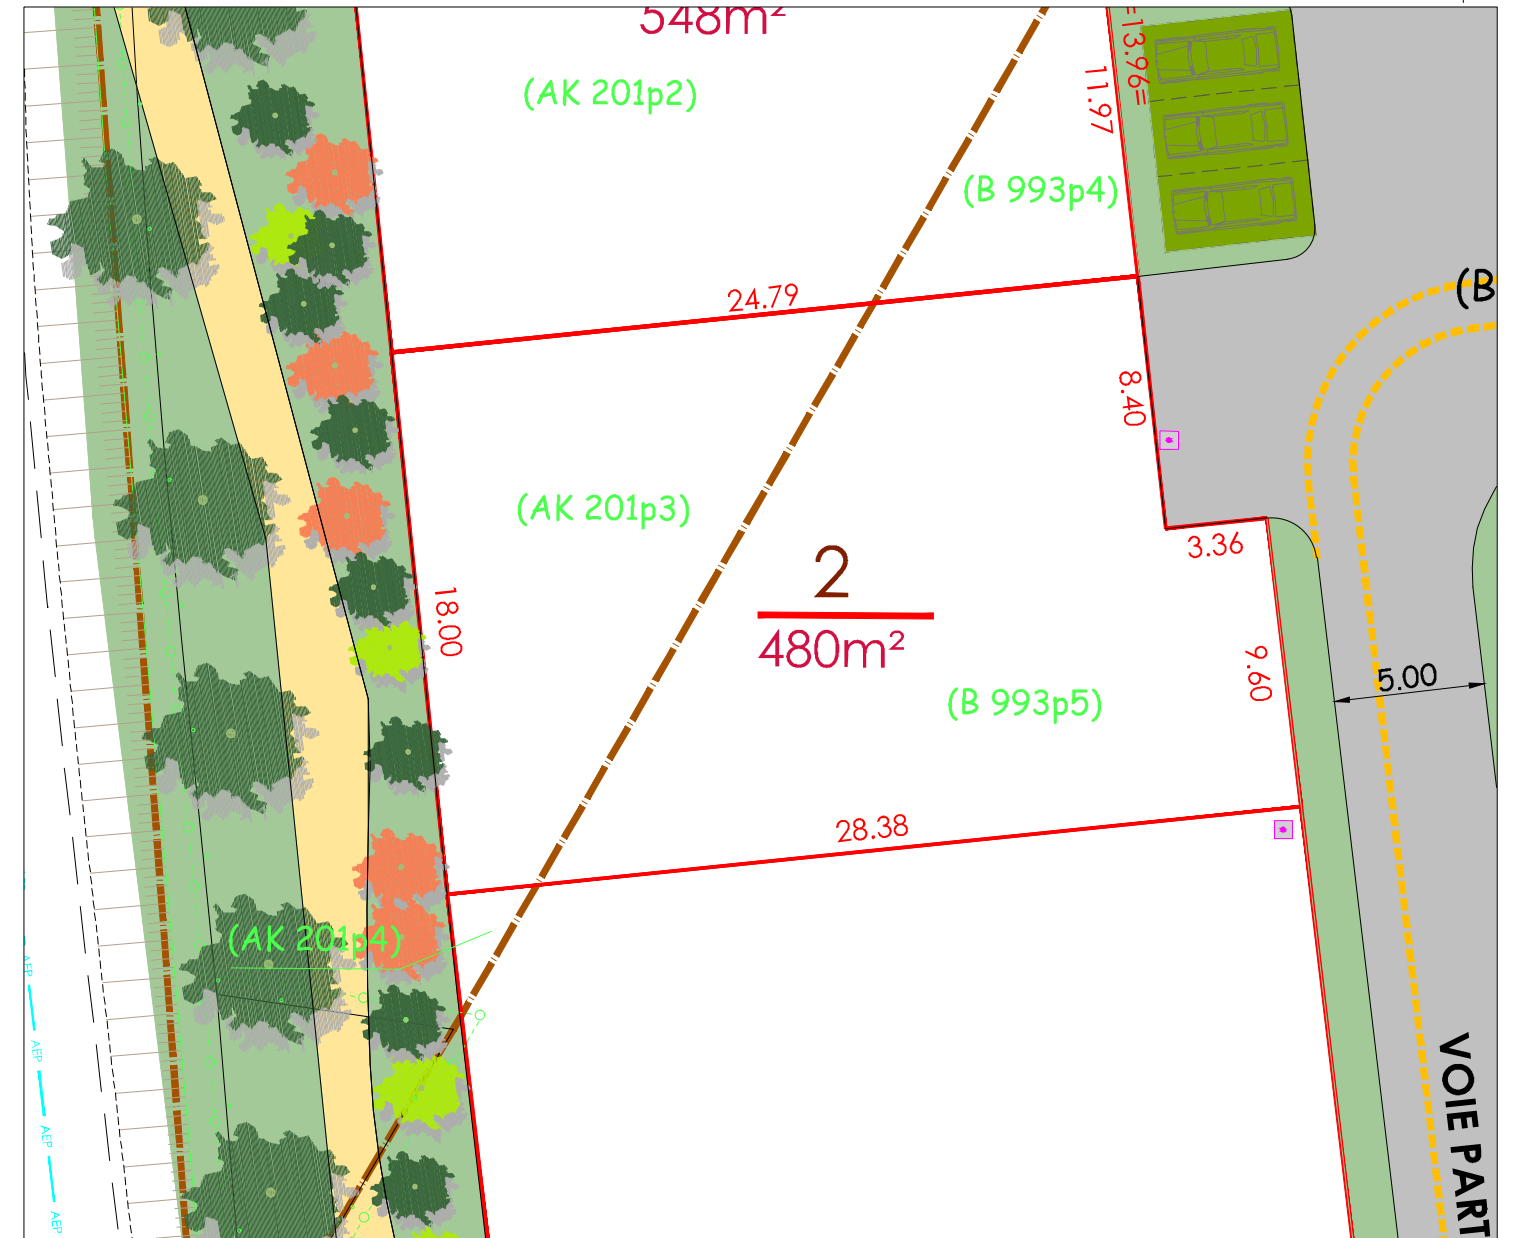 548m²
=13.96=
11.97
(AK 201p2)
(B 993p4)
24.79
(B
8.40
(AK 201p3)
3.36
2
480m²
18.00
9.60
5.00
(B 993p5)
28.38
(AK 201p4)
AEP
AEP
AEP
AEP
VOIE PART